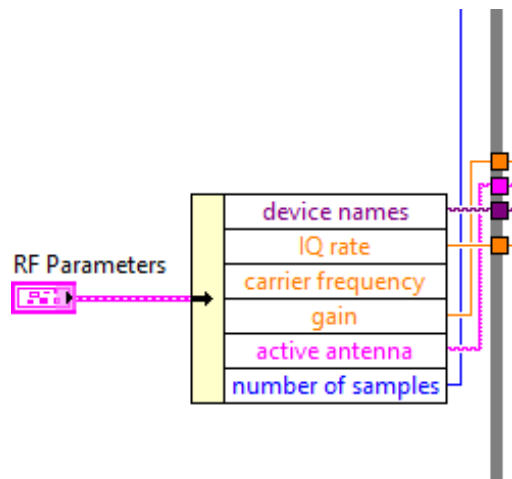 device names
IQ rate
RF Parameters
carrier frequency
gain
active antenna
number of samples